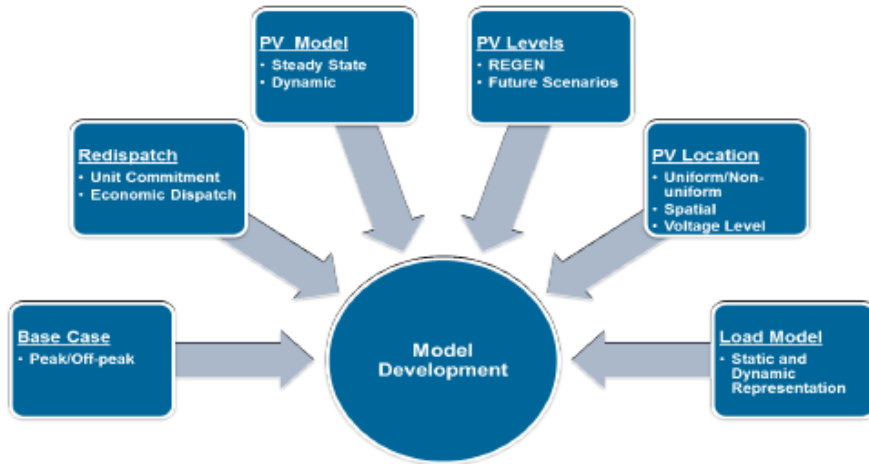 PV Model
• Steady State
• Dynamic
PV Levels
• REGEN
• Future Scenarios
Redispatch
• Unit Commitment
• Economic Dispatch
PV Location
• Uniform/Non-
uniform
• Spatial
• Voltage Level
Base Case
• Peak/Off-peak
Model
Development
Load Model
• Static and
Dynamic
Representation